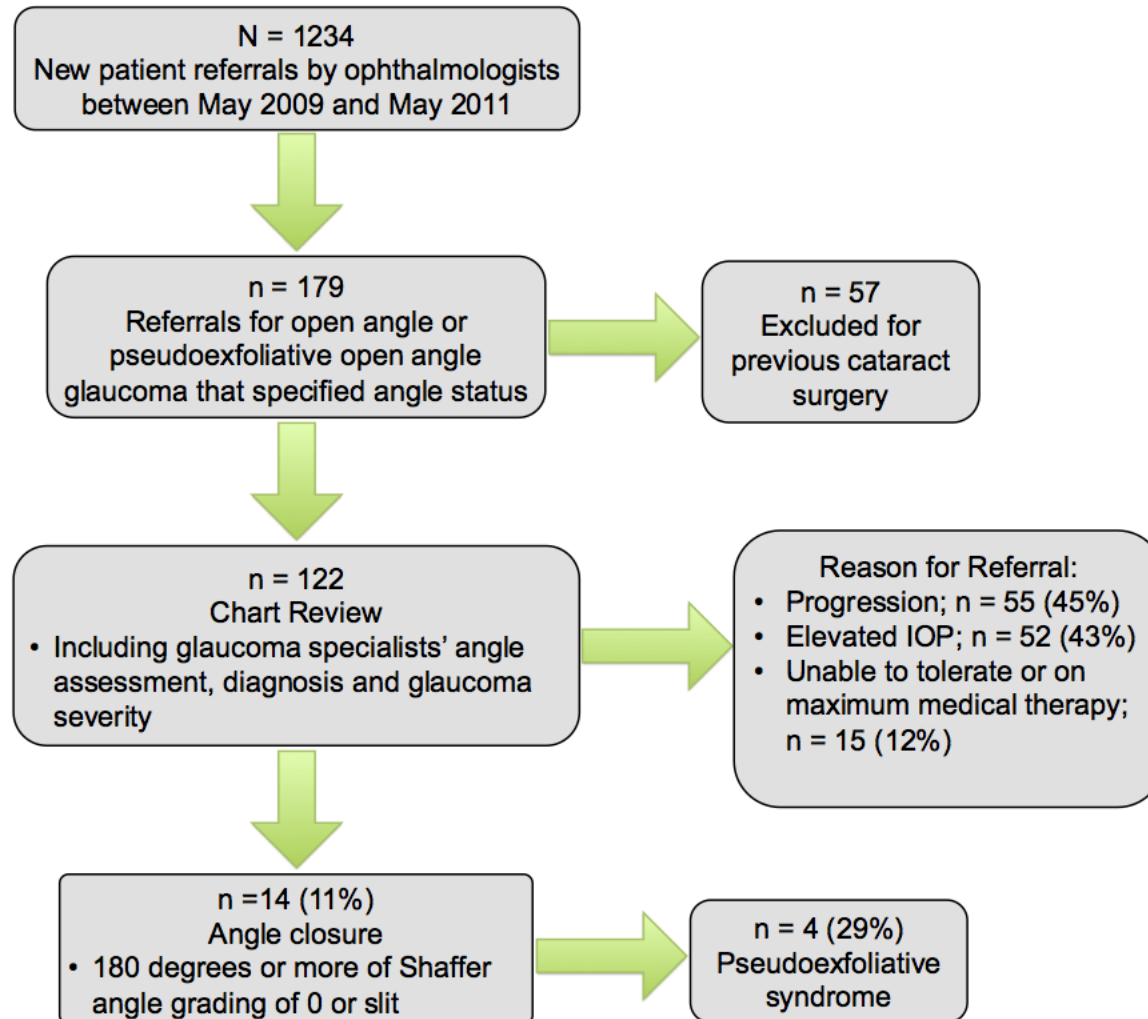 N = 1234
New patient referrals by ophthalmologists
between May 2009 and May 2011
n = 179
Referrals for open angle or
pseudoexfoliative open angle
glaucoma that specified angle status
n = 57
Excluded for
previous cataract
surgery
n = 122
Chart Review
• Including glaucoma specialists' angle
assessment, diagnosis and glaucoma
severity
Reason for Referral:
• Progression; n = 55 (45%)
• Elevated IOP; n = 52 (43%)
• Unable to tolerate or on
maximum medical therapy;
n = 15 (12%)
n =14 (11%)
Angle closure
• 180 degrees or more of Shaffer
angle grading of 0 or slit
n = 4 (29%)
Pseudoexfoliative
syndrome